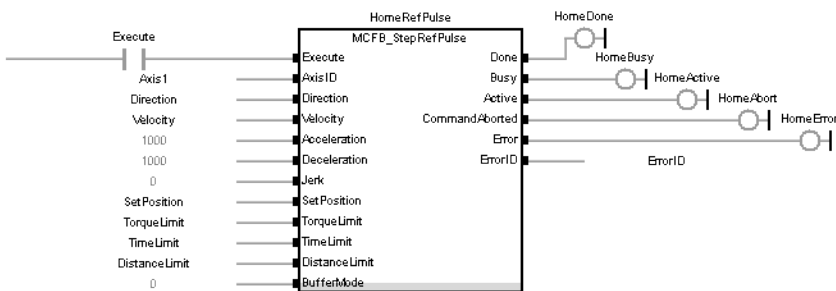 HomeRefPulse
MCFB_StepRefPulse
Execute
Execute
Axis1
AxisID
Direction
Direction
Velocity
Velocity
1000
Acceleration
1000
Deceleration
0
Jerk
SetPosition
SetPosition
TorqueLimit
TorqueLimit
TimeLimit
TimeLimit
DistanceLimit
DistanceLimit
0
BufferMode
Done
HomeDone
Busy
HomeBusy
Active
HomeActive
CommandAborted
HomeAbort
Error
HomeError
ErrorID
ErrorID